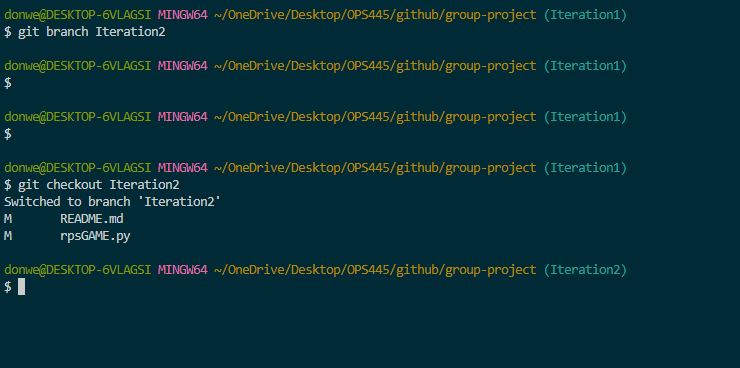 donwe@DESKTOP-6VLAGSI MINGW64 ~/OneDrive/Desktop/OPS445/github/group-project (Iteration1)
$ git branch Iteration2
donwe@DESKTOP-6VLAGSI MINGW64 ~/OneDrive/Desktop/OPS445/github/group-project (Iteration1)
$
donwe@DESKTOP-6VLAGSI MINGW64 ~/OneDrive/Desktop/OPS445/github/group-project (Iteration1)
$
donwe@DESKTOP-6VLAGSI MINGW64 ~/OneDrive/Desktop/OPS445/github/group-project (Iteration1)
$ git checkout Iteration2
Switched to branch 'Iteration2'
M       README.md
M       rpsGAME.py
donwe@DESKTOP-6VLAGSI MINGW64 ~/OneDrive/Desktop/OPS445/github/group-project (Iteration2)
$